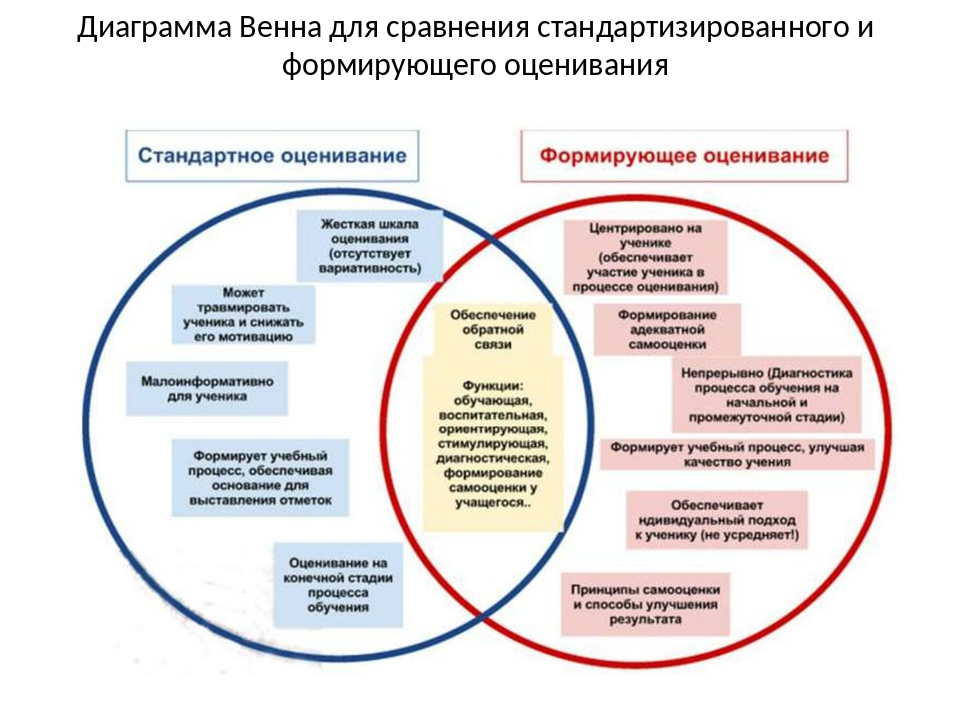 Диаграмма Венна для сравнения стандартизированного и
формирующего оценивания
Стандартное оценивание
Формирующее оценивание
Жесткая шкала
оценивания
(отсутствует
вариативность)
Может
травмировать
ученика и снижать
его мотивацию
Малоинформативно
для ученика
Формирует учебный
процесс, обеспечивая
основание для
выставления отметок
Оценивание на
конечной стадии
процесса
обучения
Обеспечение
обратной
связи
Функции:
обучающая,
воспитательная,
ориентирующая,
стимулирующая,
диагностическая,
формирование
самооценки у
учащегося..
Центрировано на
ученике
(обеспечивает
участие ученика в
процессе оценивания)
Формирование
адекватной
самооценки
Непрерывно (Диагностика
процесса обучения на
начальной и
промежуточной стадии)
Формирует учебный процесс, улучшая
качество учения
Обеспечивает
ндивидуальный подход
к ученику (не усредняет!)
Принципы самооценки
и способы улучшения
результата